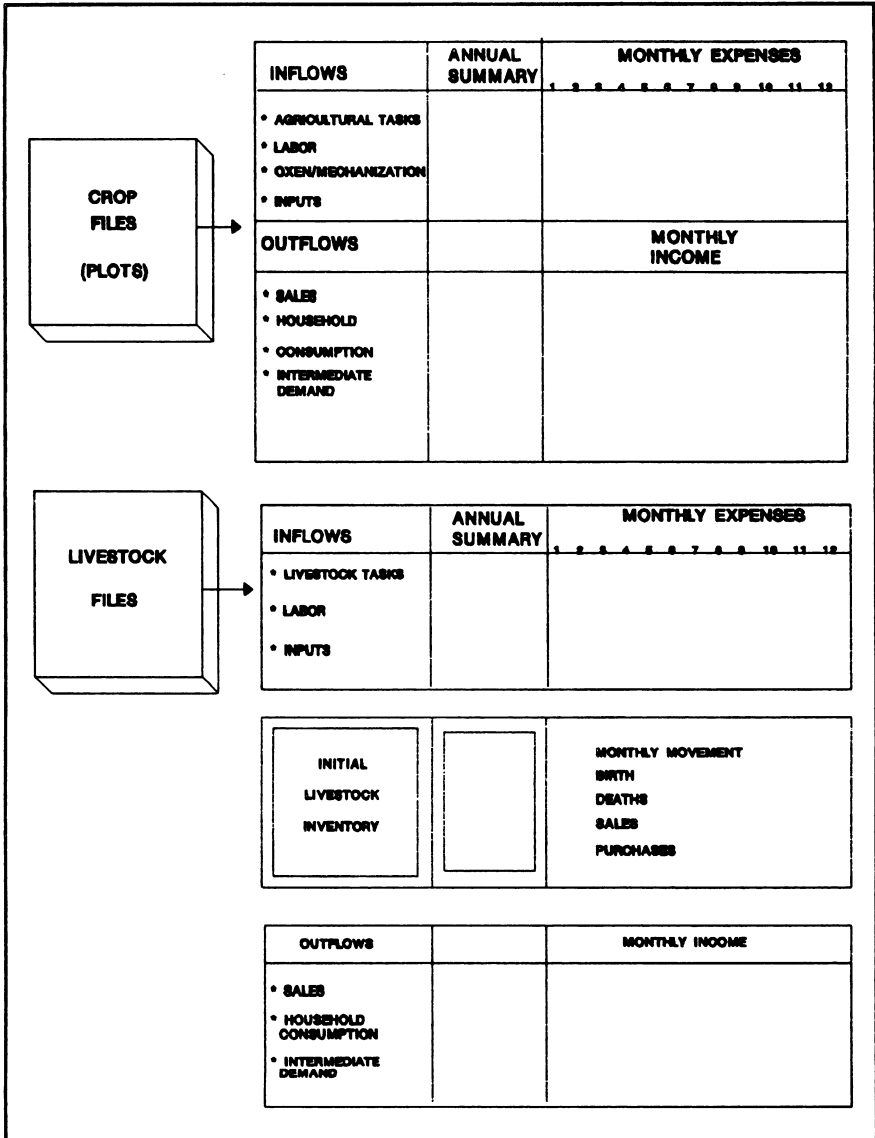 INFLOWS
ANNUAL SUMMARY
MONTHLY EXPENSES
1 2 3 4 5 6 7 8 9 10 11 12
* AGRICULTURAL TASKS
* LABOR
* OXEN/MECHANIZATION
* INPUTS
CROP
FILES
(PLOTS)
OUTFLOWS
MONTHLY
INCOME
* SALES
* HOUSEHOLD
* CONSUMPTION
* INTERMEDIATE
DEMAND
LIVESTOCK
FILES
INFLOWS
ANNUAL
SUMMARY
MONTHLY EXPENSES
1 2 3 4 5 6 7 8 9 10 11 12
* LIVESTOCK TASKS
* LABOR
* INPUTS
INITIAL
LIVESTOCK
INVENTORY
MONTHLY MOVEMENT
BIRTH
DEATHS
SALES
PURCHASES
OUTFLOWS
MONTHLY INCOME
* SALES
* HOUSEHOLD
CONSUMPTION
* INTERMEDIATE
DEMAND